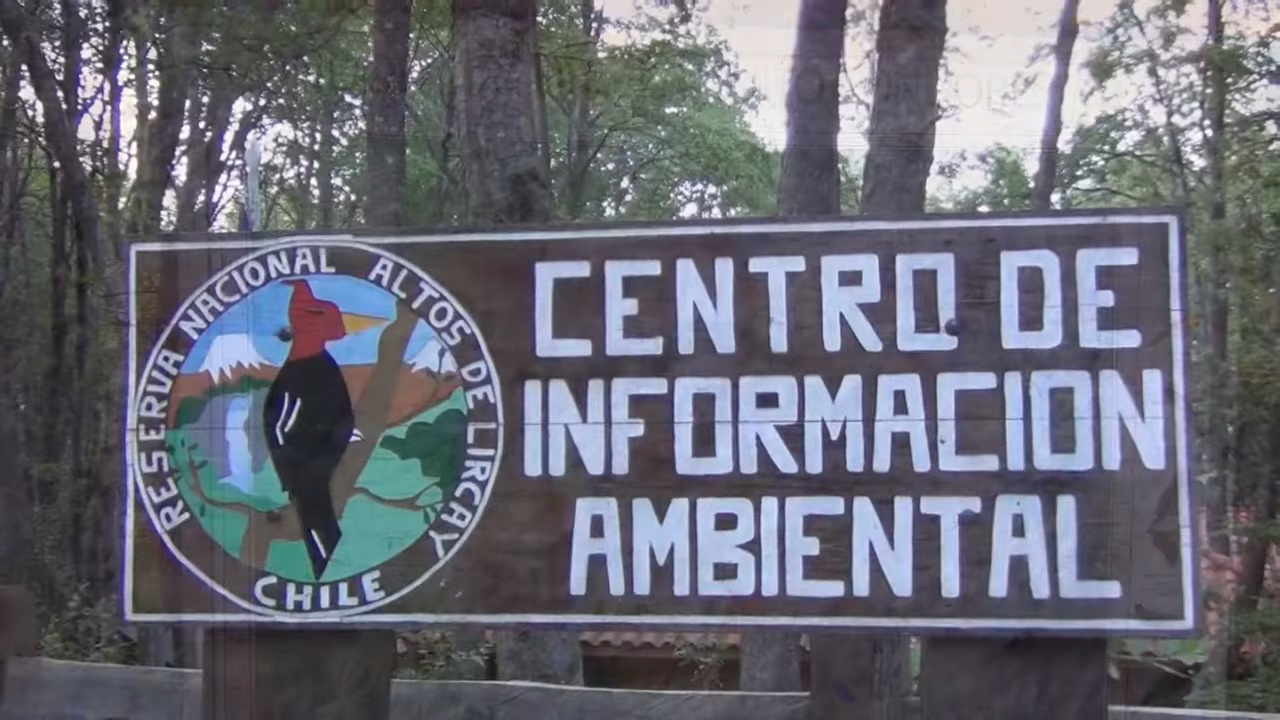 RESERVA NACIONAL ALTOS DE LIRCAY
CHILE
CENTRO DE
INFORMACION
AMBIENTAL